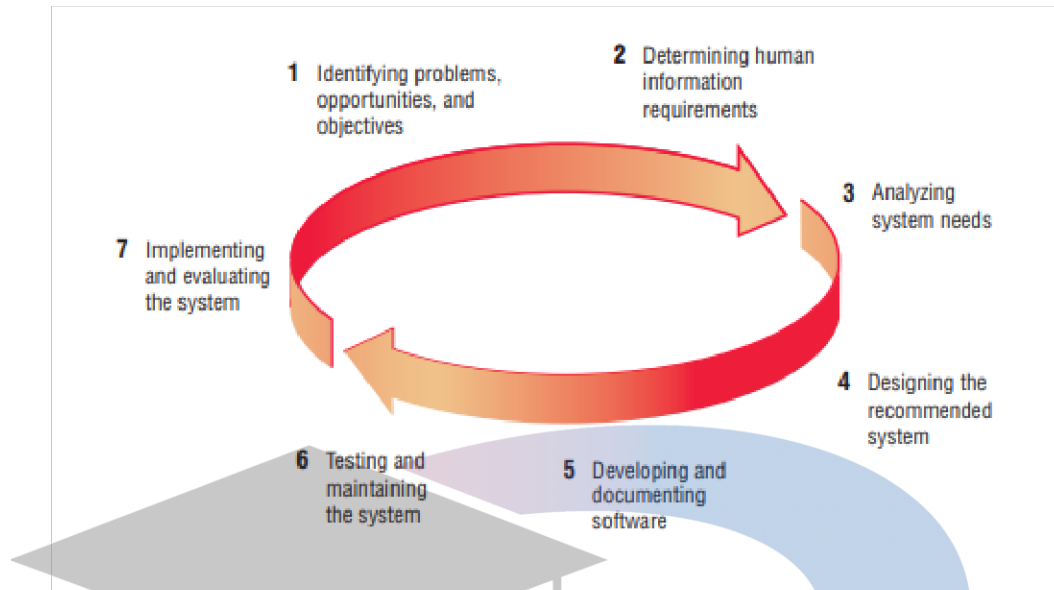 1 Identifying problems,
opportunities, and
objectives
2 Determining human
information
requirements
3 Analyzing
system needs
4 Designing the
recommended
system
5 Developing and
documenting
software
6 Testing and
maintaining
the system
7 Implementing
and evaluating
the system